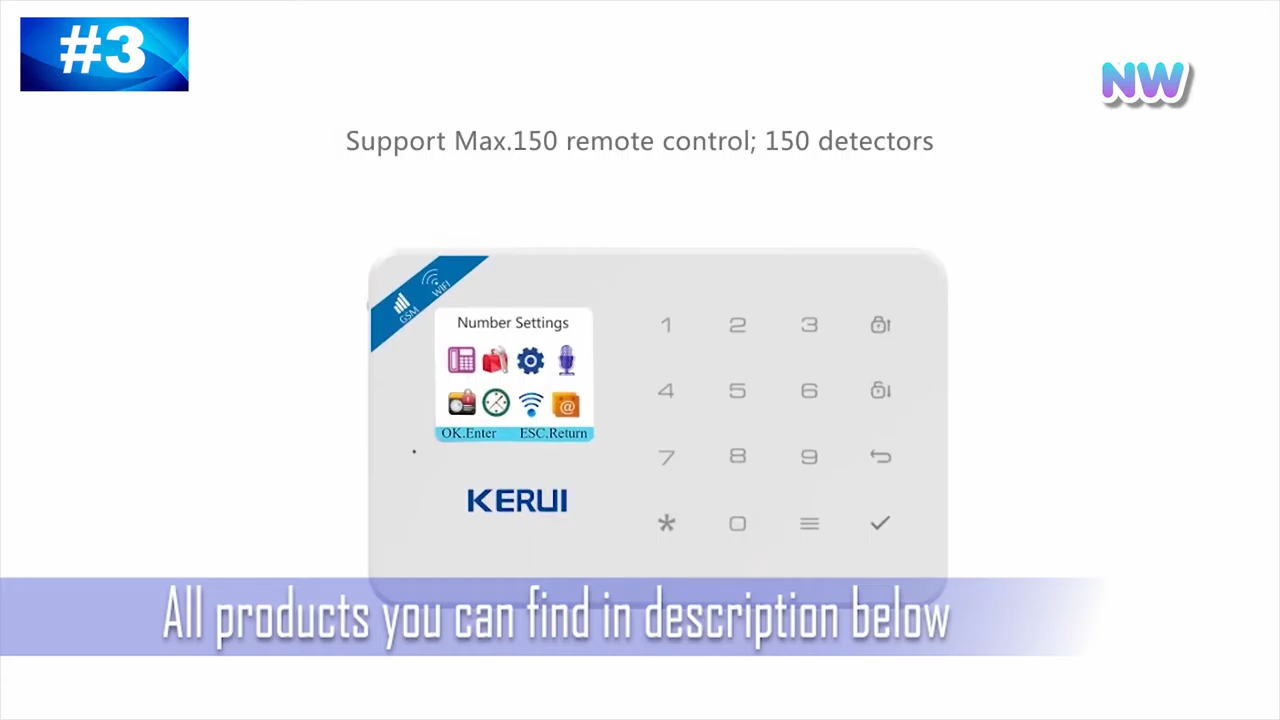 #3
NW
Support Max.150 remote control; 150 detectors
GSM
WIFI
Number Settings
@
OK.Enter ESC.Return
1 2 3
4 5 6
7 8 9
* 0
KERUI
All products you can find in description below